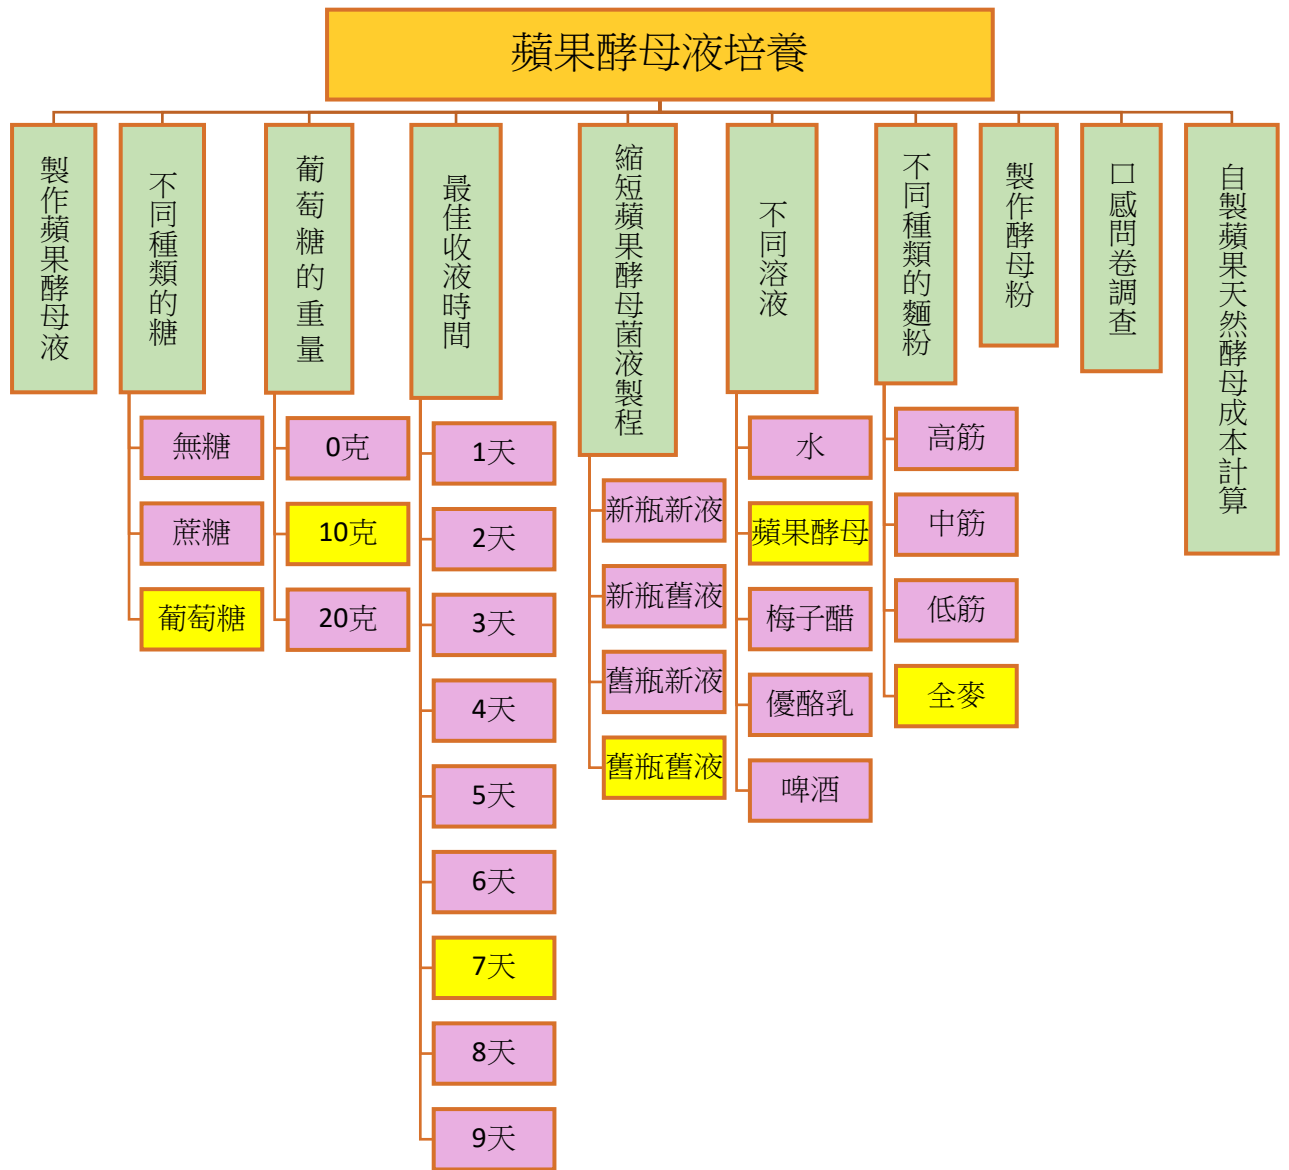 蘋果酵母液培養
製作蘋果酵母液
不同種類的糖
無糖
蔗糖
葡萄糖
葡萄糖的重量
0克
10克
20克
最佳收液時間
1天
2天
3天
4天
5天
6天
7天
8天
9天
縮短蘋果酵母菌液製程
新瓶新液
新瓶舊液
舊瓶新液
舊瓶舊液
不同溶液
水
蘋果酵母
梅子醋
優酪乳
啤酒
不同種類的麵粉
高筋
中筋
低筋
全麥
製作酵母粉
口感問卷調查
自製蘋果天然酵母成本計算